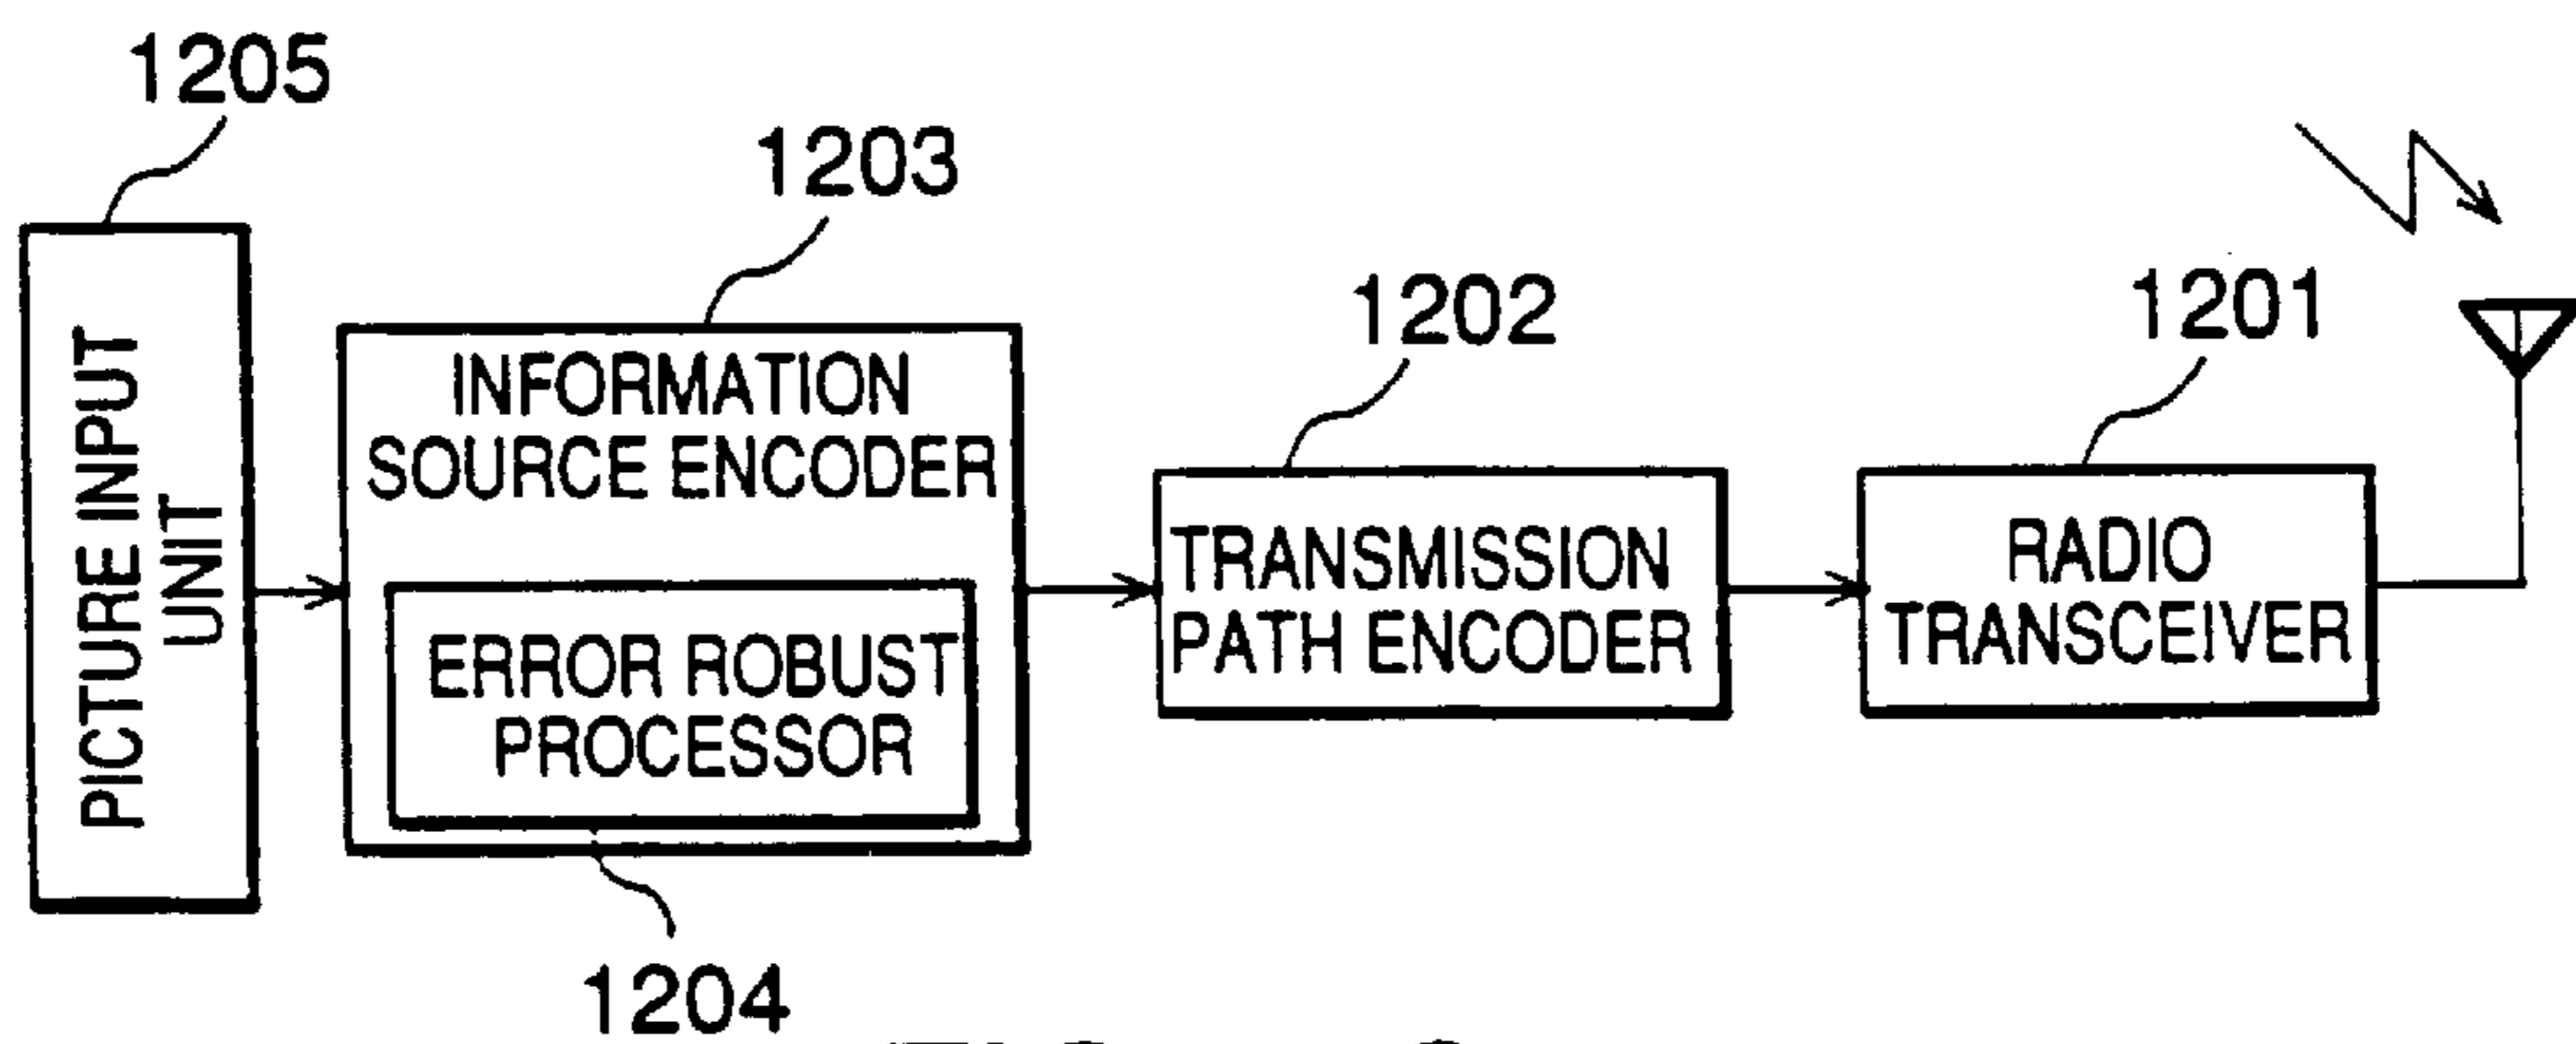 1205
1203
1202
1201
PICTURE INPUT
UNIT
INFORMATION
SOURCE ENCODER
ERROR ROBUST
PROCESSOR
TRANSMISSION
PATH ENCODER
RADIO
TRANSCEIVER
1204